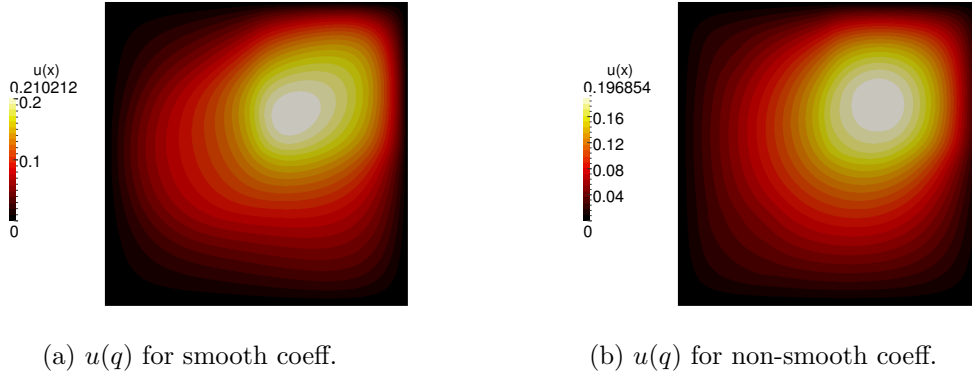 u(x)
0.210212
0.2
0.1
0
u(x)
0.196854
0.16
0.12
0.08
0.04
0
(a) u(q) for smooth coeff.
(b) u(q) for non-smooth coeff.